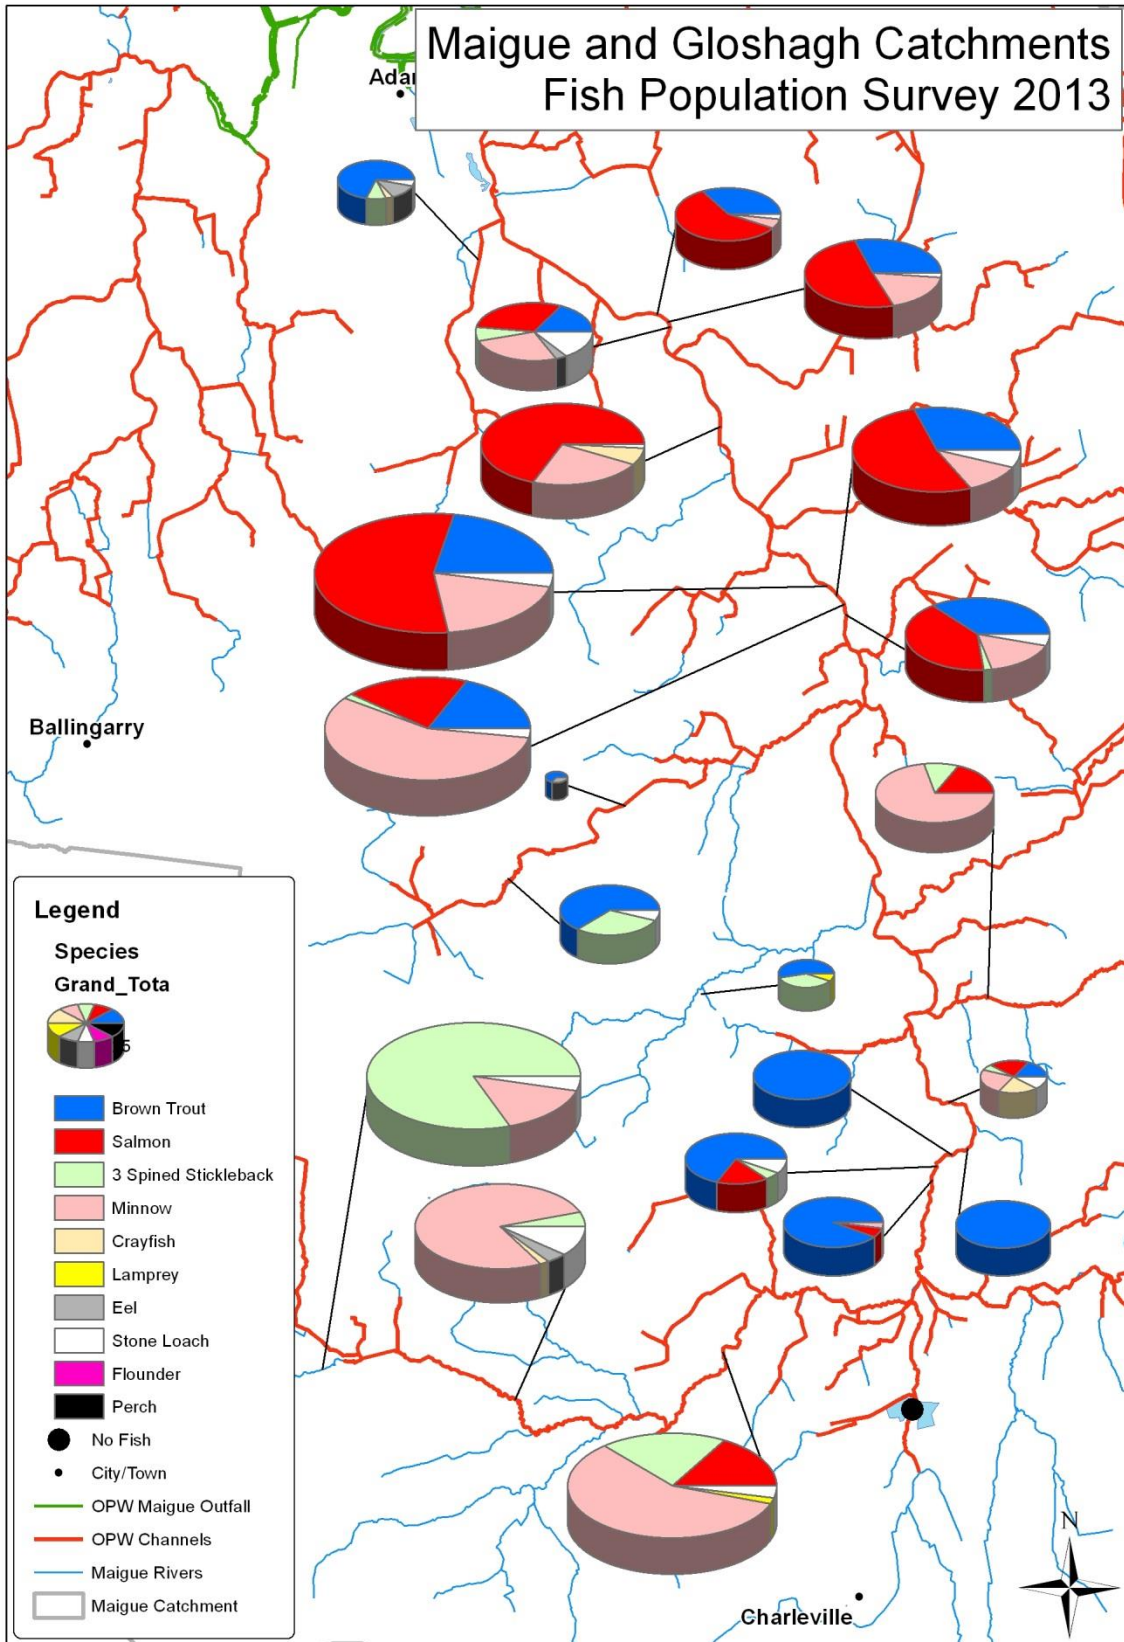 Maigue and Gloshagh Catchments
Fish Population Survey 2013
Ballingarry
Legend
Species
Grand_Tota
Brown Trout
Salmon
3 Spined Stickleback
Minnow
Crayfish
Lamprey
Eel
Stone Loach
Flounder
Perch
No Fish
City/Town
OPW Maigue Outfall
OPW Channels
Maigue Rivers
Maigue Catchment
N
Charleville